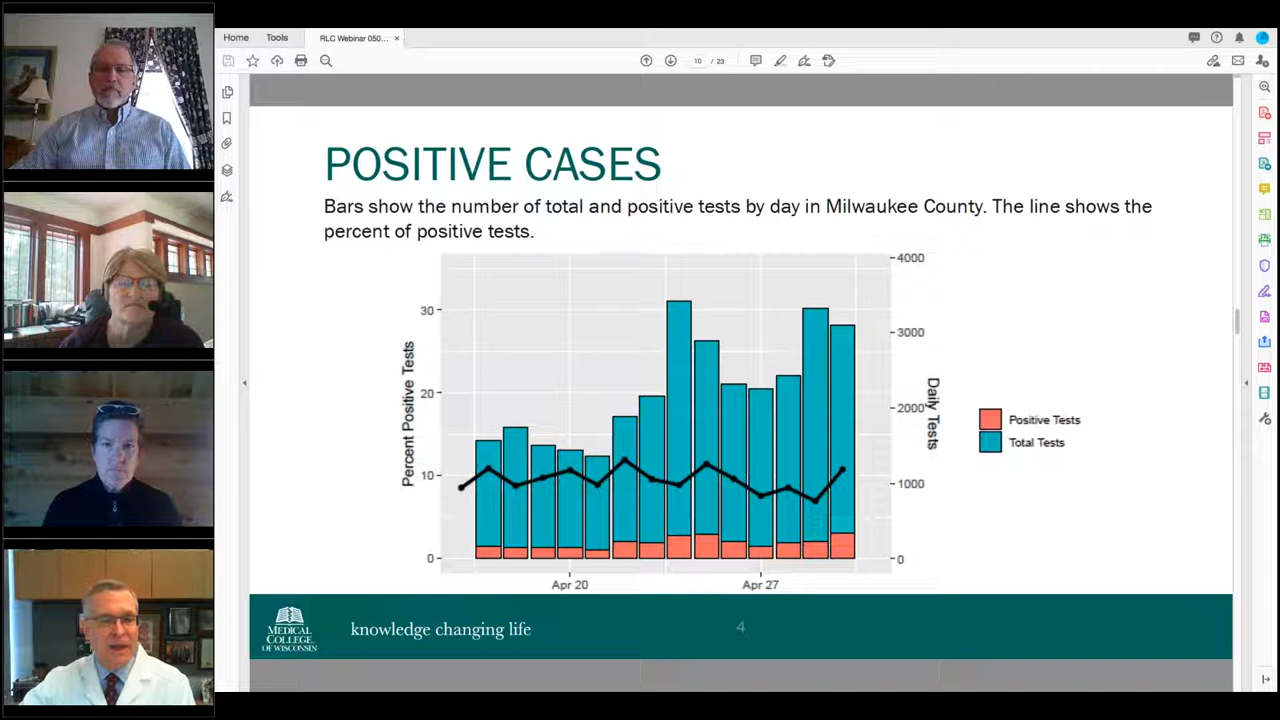 Home
Tools
RLC Webinar 050...
10 / 23
POSITIVE CASES
Bars show the number of total and positive tests by day in Milwaukee County. The line shows the
percent of positive tests.
Percent Positive Tests
30
20
10
0
4000
3000
2000
1000
0
Daily Tests
Apr 20
Apr 27
Positive Tests
Total Tests
MEDICAL
COLLEGE
OF WISCONSIN
knowledge changing life
4